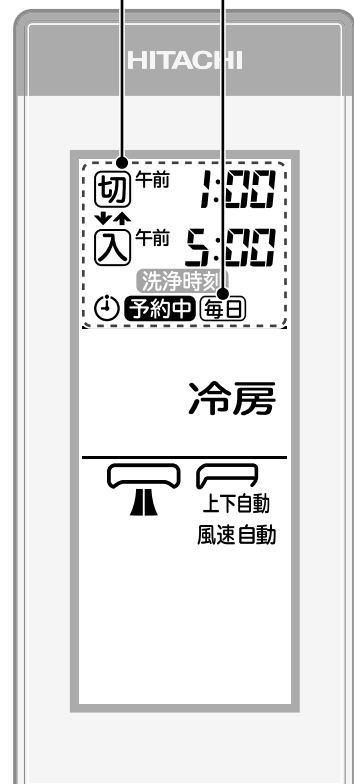 HITACHI
切 午前 1:00
入 午前 5:00
洗浄時刻
予約中 毎日
冷房
上下自動
風速自動